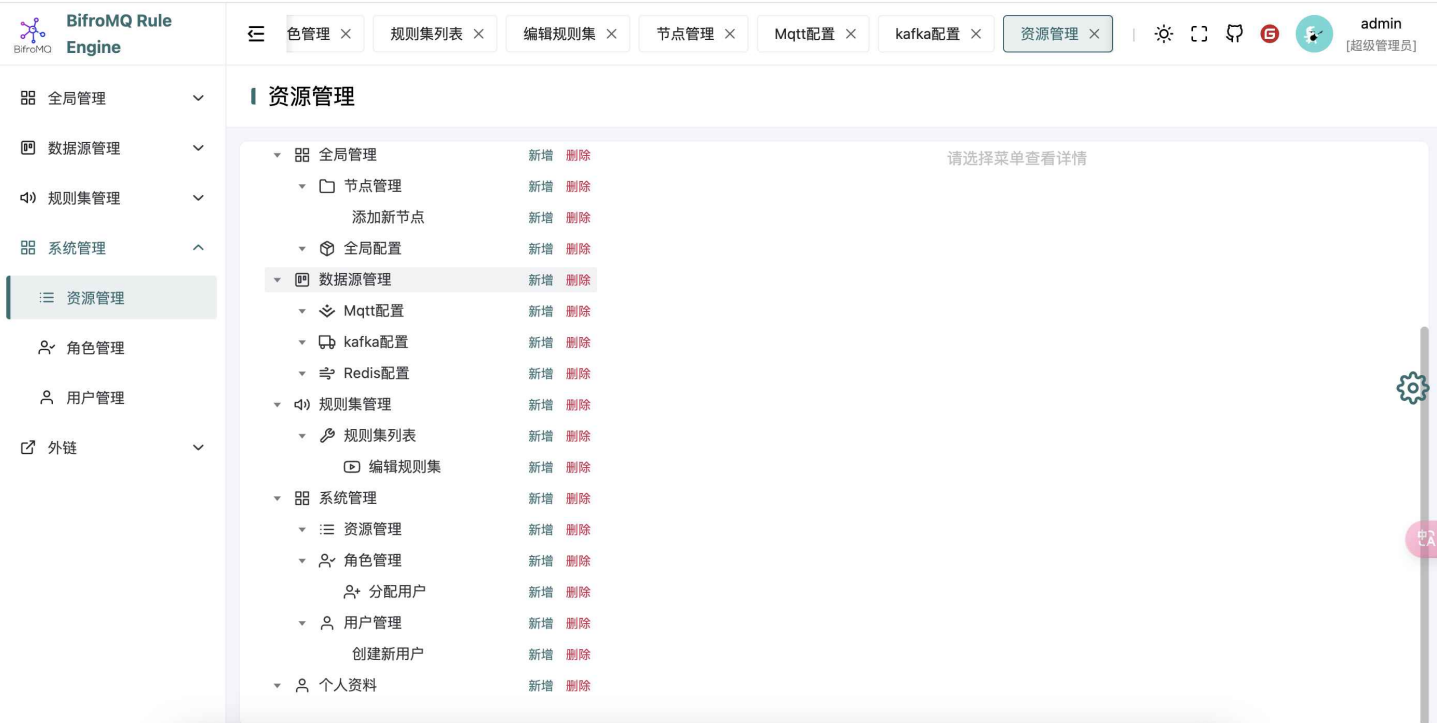 BifroMQ Rule
Engine
BifroMQ
色管理
规则集列表
编辑规则集
节点管理
Mqtt配置
kafka配置
资源管理
admin
[超级管理员]
全局管理
数据源管理
规则集管理
系统管理
资源管理
角色管理
用户管理
外链
资源管理
全局管理 新增 删除
节点管理 新增 删除
添加新节点 新增 删除
全局配置 新增 删除
数据源管理 新增 删除
Mqtt配置 新增 删除
kafka配置 新增 删除
Redis配置 新增 删除
规则集管理 新增 删除
规则集列表 新增 删除
编辑规则集 新增 删除
系统管理 新增 删除
资源管理 新增 删除
角色管理 新增 删除
分配用户 新增 删除
用户管理 新增 删除
创建新用户 新增 删除
个人资料 新增 删除
请选择菜单查看详情